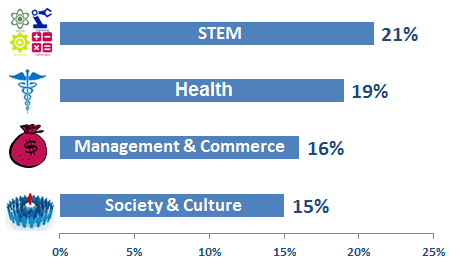 STEM 21%
Health 19%
Management & Commerce 16%
Society & Culture 15%
0% 5% 10% 15% 20% 25%